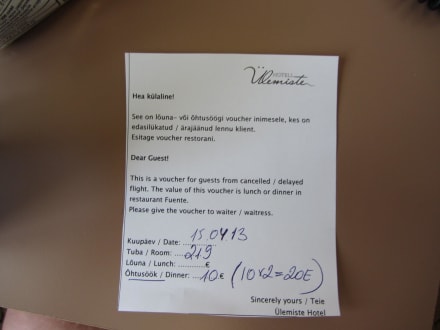 HOTELL
Ülemiste
Hea külaline!
See on lõuna- või õhtusöögi voucher inimesele, kes on
edasilükatud / ärajäänud lennu klient.
Esitage voucher restorani.
Dear Guest!
This is a voucher for guests from cancelled / delayed
flight. The value of this voucher is lunch or dinner in
restaurant Fuente.
Please give the voucher to waiter / waitress.
Kuupäev / Date: 15.04.13
Tuba / Room: ....219
Lõuna / Lunch: ............€
Õhtusöök / Dinner: ....10€ (10x2=20€)
Sincerely yours / Teie
Ülemiste Hotel